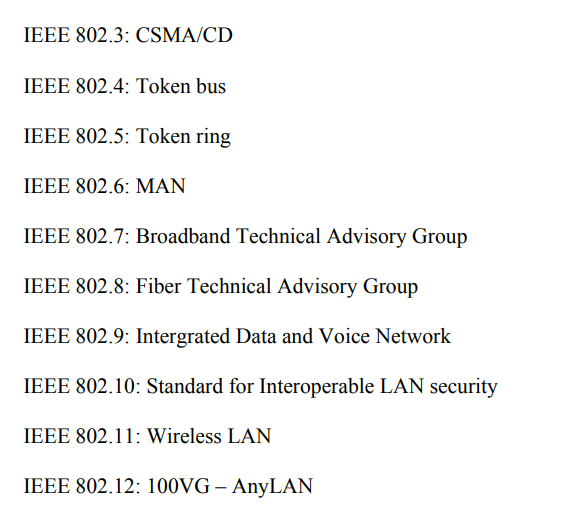 IEEE 802.3: CSMA/CD
IEEE 802.4: Token bus
IEEE 802.5: Token ring
IEEE 802.6: MAN
IEEE 802.7: Broadband Technical Advisory Group
IEEE 802.8: Fiber Technical Advisory Group
IEEE 802.9: Intergrated Data and Voice Network
IEEE 802.10: Standard for Interoperable LAN security
IEEE 802.11: Wireless LAN
IEEE 802.12: 100VG – AnyLAN